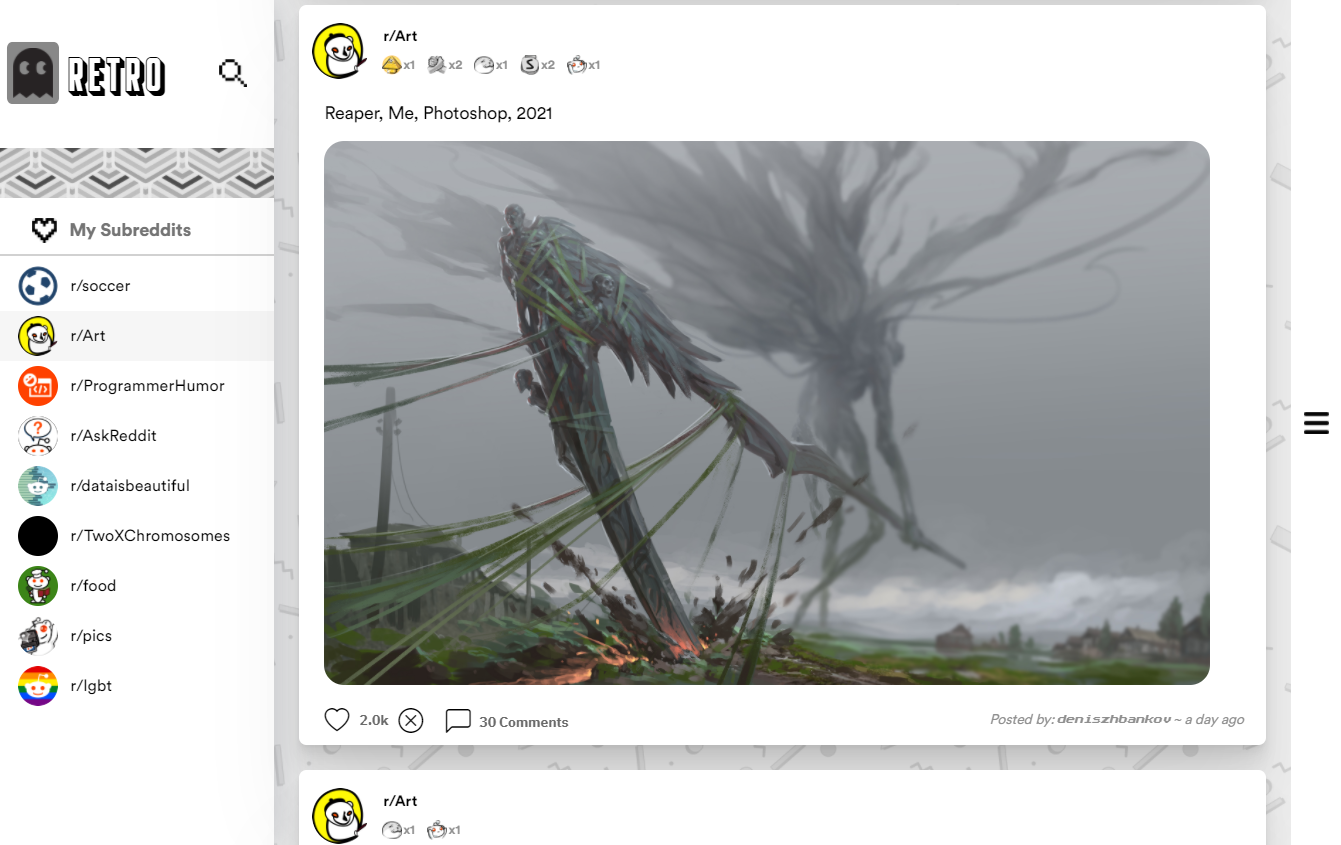 RETRO
My Subreddits
r/soccer
r/Art
r/ProgrammerHumor
r/AskReddit
r/dataisbeautiful
r/TwoXChromosomes
r/food
r/pics
r/lgbt
r/Art
x1 x2 x1 x2 x1
Reaper, Me, Photoshop, 2021
2.0k 30 Comments Posted by: deniszhbankov ~ a day ago
r/Art
x1 x1